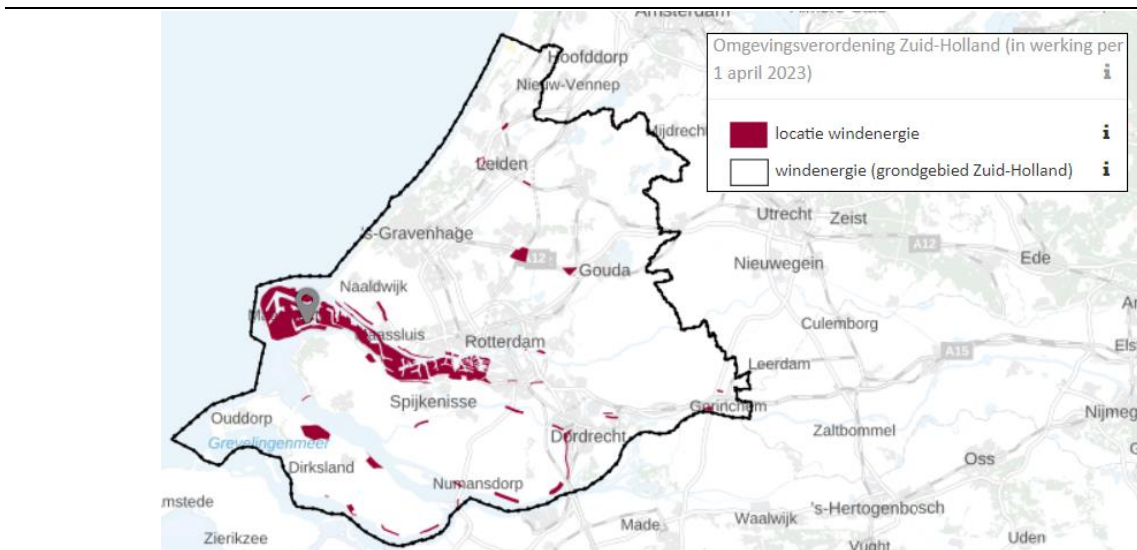 Amsterdam
Omgevingsverordening Zuid-Holland (in werking per
1 april 2023)
i
locatie windenergie
i
windenergie (grondgebied Zuid-Holland)
i
Hoofddorp
Nieuw-Vennep
Mijdrecht
Leiden
Utrecht
Zeist
's-Gravenhage
A12
A12
Ede
Gouda
Nieuwegein
Naaldwijk
Maassluis
Culemborg
Rotterdam
A15
Els
Leerdam
Spijkenisse
Gorinchem
Ouddorp
Nijmeg
Zaltbommel
Grevelingenmeer
Dordrecht
Oss
Dirksland
Numansdorp
mstede
's-Hertogenbosch
Waalwijk
Made
Zierikzee
Uden
Vught